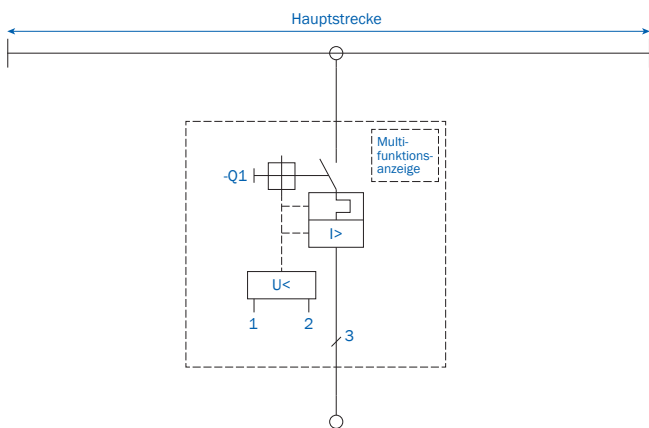 Hauptstrecke
Multi-
funktions-
anzeige
-Q1
I>
U<
1 2
3